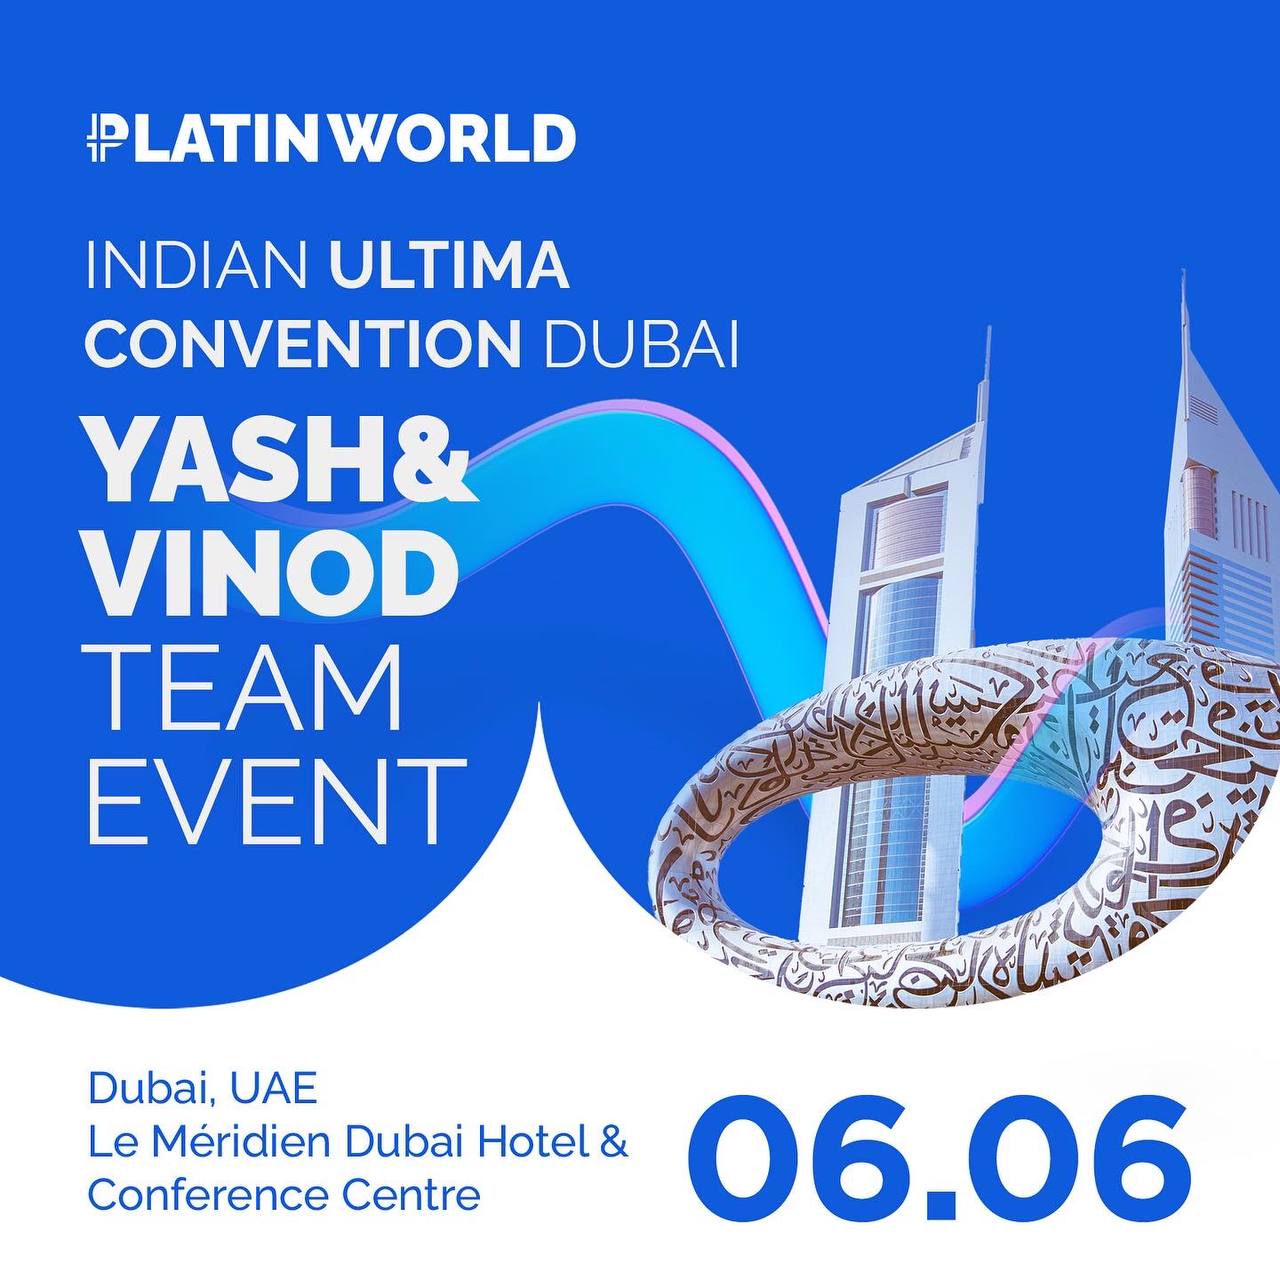 PLATINWORLD
INDIAN ULTIMA
CONVENTION DUBAI
YASH&
VINOD
TEAM
EVENT
Dubai, UAE
Le Méridien Dubai Hotel &
Conference Centre
06.06